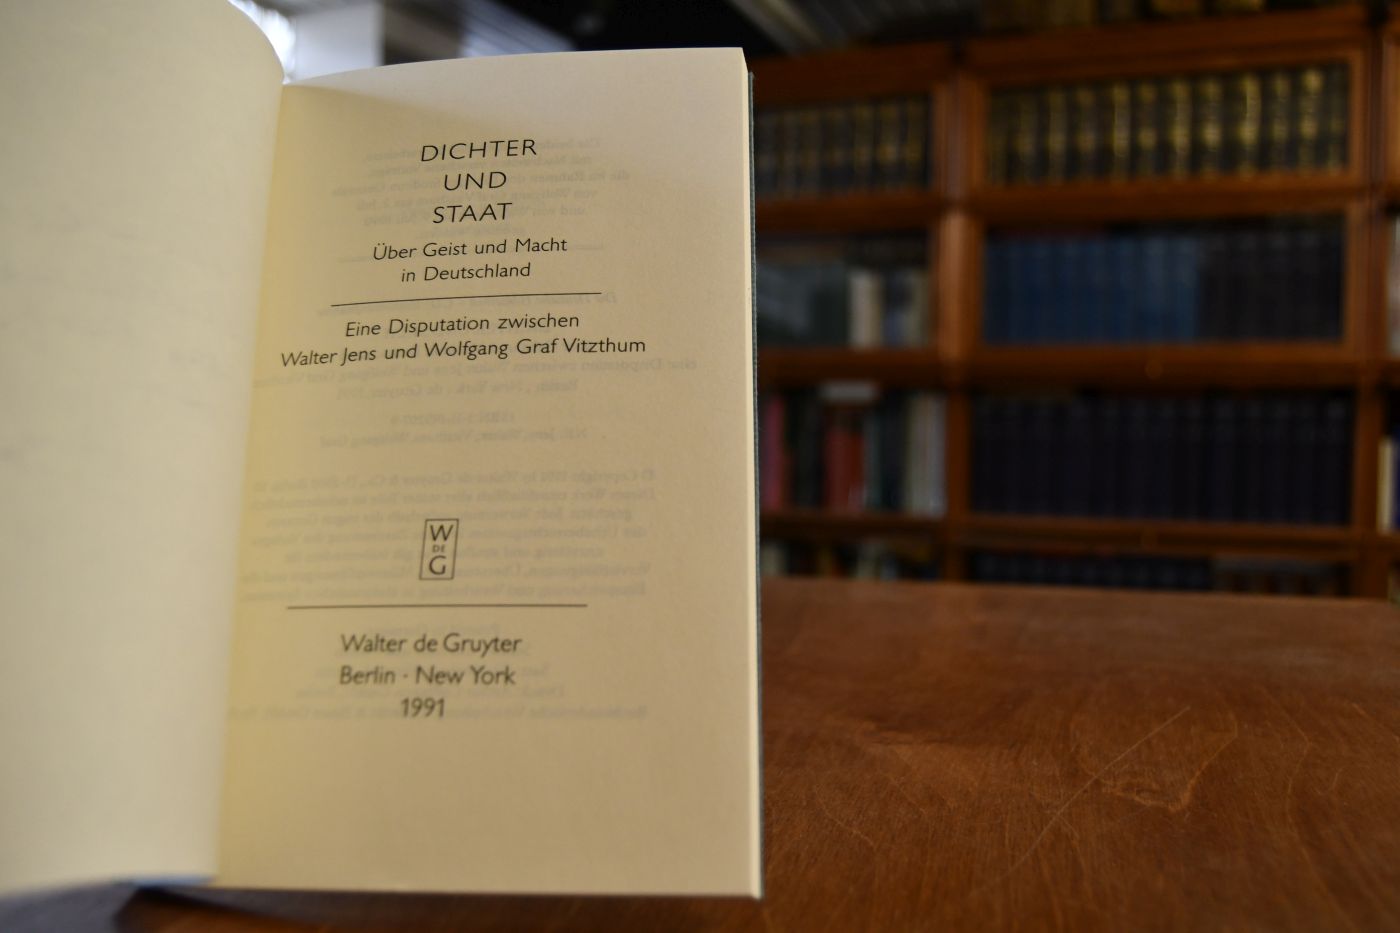 DICHTER
UND
STAAT
Über Geist und Macht
in Deutschland
Eine Disputation zwischen
Walter Jens und Wolfgang Graf Vitzthum
W
DE
G
Walter de Gruyter
Berlin · New York
1991